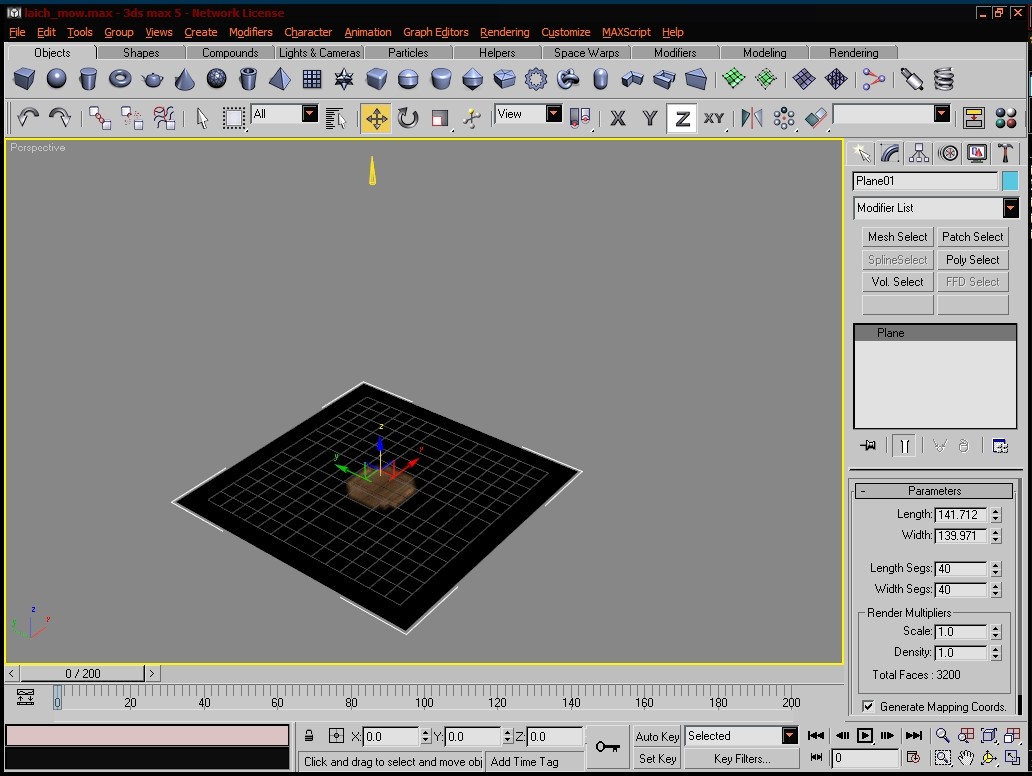 laich_mow.max - 3ds max 5 - Network License
File Edit Tools Group Views Create Modifiers Character Animation Graph Editors Rendering Customize MAXScript Help
Objects Shapes Compounds Lights & Cameras Particles Helpers Space Warps Modifiers Modeling Rendering
All View X Y Z XY
Perspective
Plane01
Modifier List
Mesh Select Patch Select
SplineSelect Poly Select
Vol. Select FFD Select
Plane
- Parameters
Length: 141.712
Width: 139.971
Length Segs: 40
Width Segs: 40
Render Multipliers
Scale: 1.0
Density: 1.0
Total Faces : 3200
Generate Mapping Coords.
z
y x
z
y x
< 0 / 200 >
0 20 40 60 80 100 120 140 160 180 200
X: 0.0 Y: 0.0 Z: 0.0 Auto Key Selected
Click and drag to select and move obj Add Time Tag Set Key Key Filters... 0